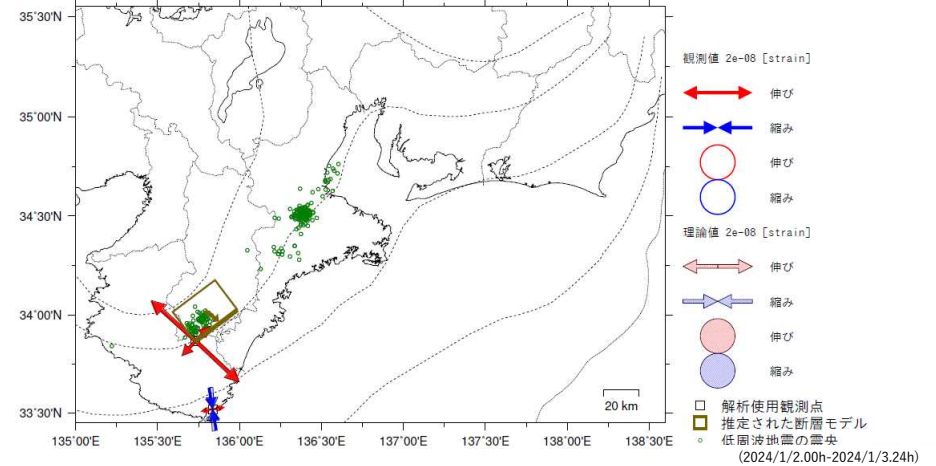 35°30'N
35°00'N
34°30'N
34°00'N
33°30'N
135°00'E
135°30'E
136°00'E
136°30'E
137°00'E
137°30'E
138°00'E
138°30'E
20 km
観測値 2e-08 [strain]
伸び
縮み
伸び
縮み
理論値 2e-08 [strain]
伸び
縮み
伸び
縮み
解析使用観測点
推定された断層モデル
低周波地震の震央
(2024/1/2.00h-2024/1/3.24h)